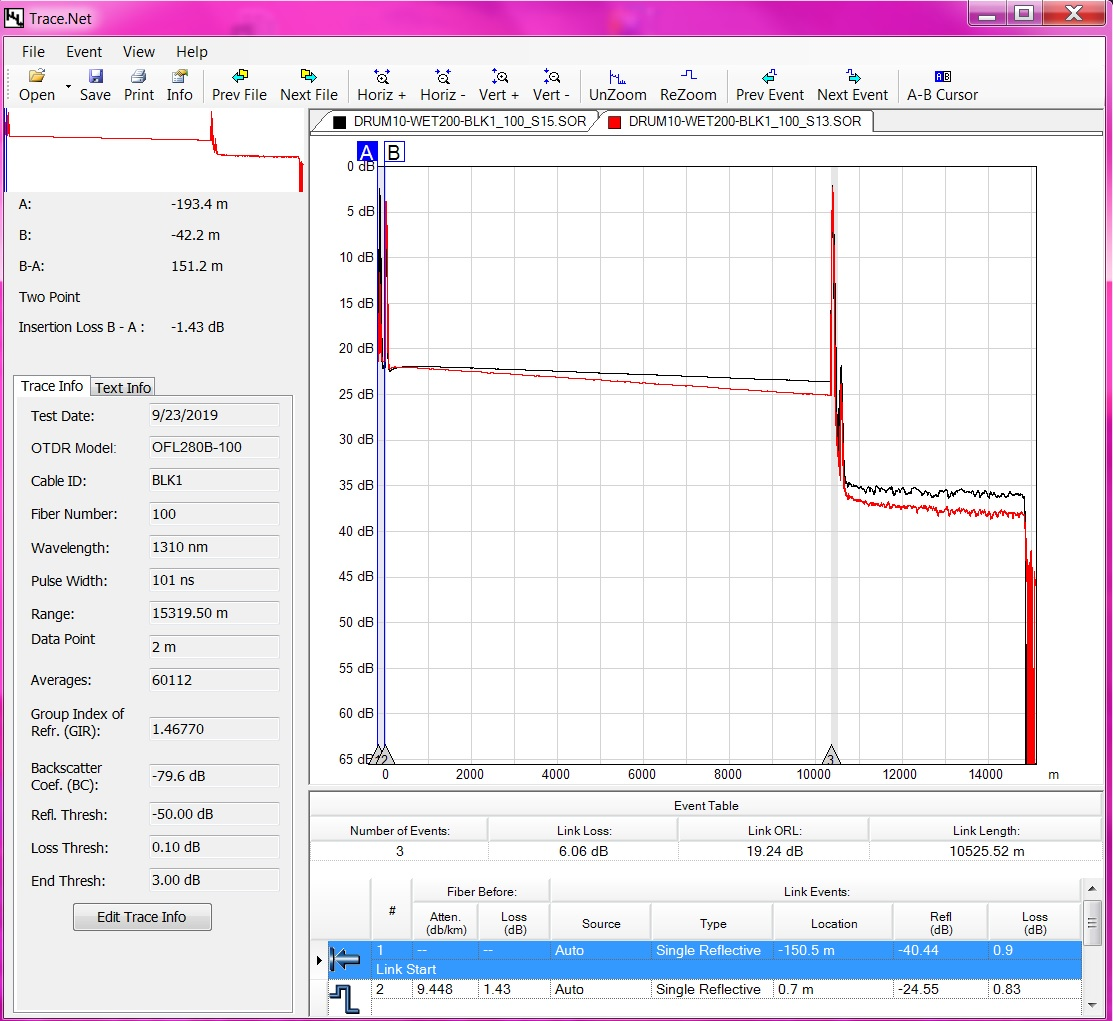 Trace.Net
File Event View Help
Open Save Print Info Prev File Next File Horiz + Horiz - Vert + Vert - UnZoom ReZoom Prev Event Next Event A-B Cursor
DRUM10-WET200-BLK1_100_S15.SOR DRUM10-WET200-BLK1_100_S13.SOR
A B
0 dB
5 dB
10 dB
15 dB
20 dB
25 dB
30 dB
35 dB
40 dB
45 dB
50 dB
55 dB
60 dB
65 dB
2 3
0 2000 4000 6000 8000 10000 12000 14000 m
A: -193.4 m
B: -42.2 m
B-A: 151.2 m
Two Point
Insertion Loss B - A : -1.43 dB
Trace Info Text Info
Test Date: 9/23/2019
OTDR Model: OFL280B-100
Cable ID: BLK1
Fiber Number: 100
Wavelength: 1310 nm
Pulse Width: 101 ns
Range: 15319.50 m
Data Point 2 m
Averages: 60112
Group Index of
Refr. (GIR): 1.46770
Backscatter
Coef. (BC): -79.6 dB
Refl. Thresh: -50.00 dB
Loss Thresh: 0.10 dB
End Thresh: 3.00 dB
Edit Trace Info
Event Table
Number of Events: Link Loss: Link ORL: Link Length:
3 6.06 dB 19.24 dB 10525.52 m
Fiber Before: Link Events:
# Atten. (db/km) Loss (dB) Source Type Location Refl (dB) Loss (dB)
1 -- -- Auto Single Reflective -150.5 m -40.44 0.9
Link Start
2 9.448 1.43 Auto Single Reflective 0.7 m -24.55 0.83